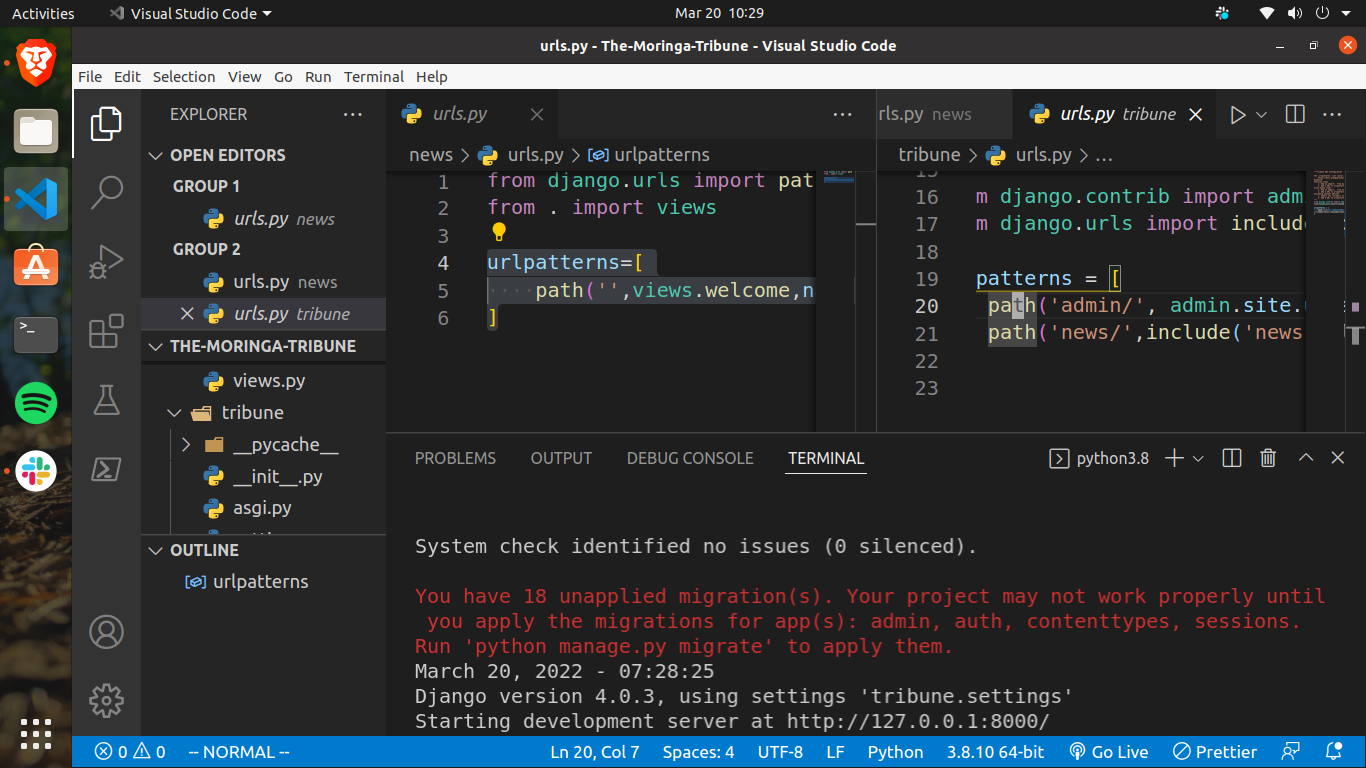 Activities
Visual Studio Code
Mar 20 10:29
urls.py - The-Moringa-Tribune - Visual Studio Code
File Edit Selection View Go Run Terminal Help
EXPLORER
OPEN EDITORS
GROUP 1
urls.py news
GROUP 2
urls.py news
urls.py tribune
THE-MORINGA-TRIBUNE
views.py
tribune
__pycache__
__init__.py
asgi.py
OUTLINE
urlpatterns
urls.py
news > urls.py > urlpatterns
1 from django.urls import pat
2 from . import views
3
4 urlpatterns=[
5 ····path('',views.welcome,n
6 ]
rls.py news
urls.py tribune
tribune > urls.py > ...
15
16 m django.contrib import adm
17 m django.urls import include
18
19 patterns = [
20 path('admin/', admin.site.
21 path('news/',include('news
22
23
PROBLEMS OUTPUT DEBUG CONSOLE TERMINAL
python3.8
System check identified no issues (0 silenced).
You have 18 unapplied migration(s). Your project may not work properly until
you apply the migrations for app(s): admin, auth, contenttypes, sessions.
Run 'python manage.py migrate' to apply them.
March 20, 2022 - 07:28:25
Django version 4.0.3, using settings 'tribune.settings'
Starting development server at http://127.0.0.1:8000/
0 0 -- NORMAL -- Ln 20, Col 7 Spaces: 4 UTF-8 LF Python 3.8.10 64-bit Go Live Prettier